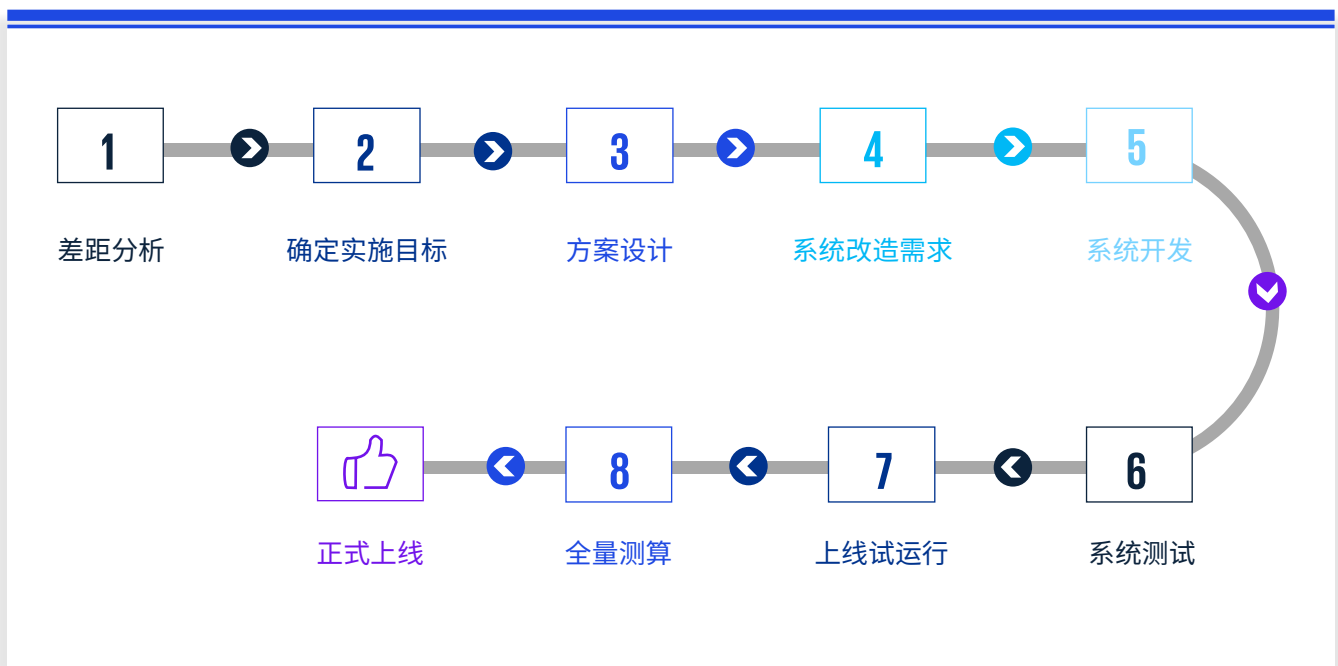 1
2
3
4
5
差距分析
确定实施目标
方案设计
系统改造需求
系统开发
6
7
8
系统测试
上线试运行
全量测算
正式上线